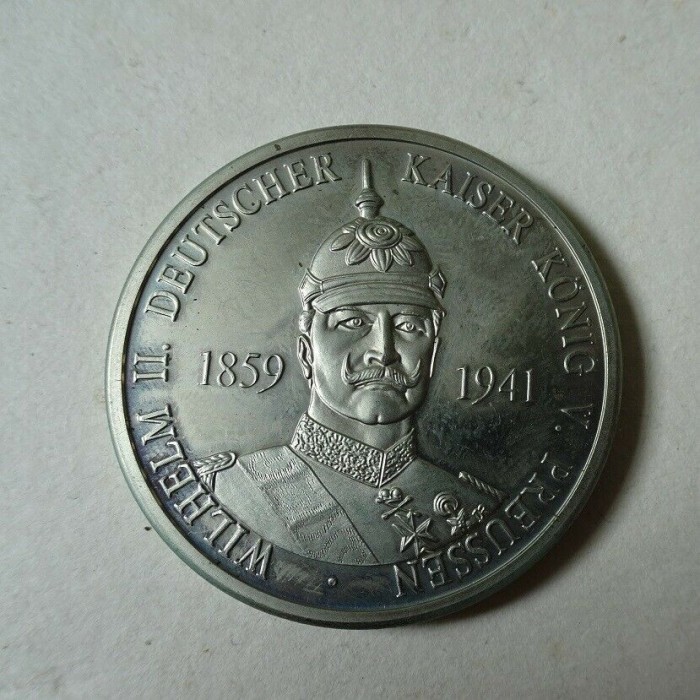 WILHELM II. DEUTSCHER KAISER KÖNIG V. PREUSSEN
1859 1941